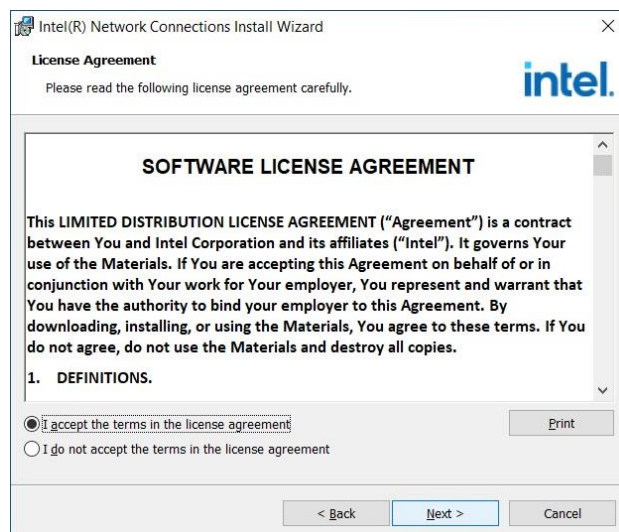 Intel(R) Network Connections Install Wizard
License Agreement
Please read the following license agreement carefully.
intel.
SOFTWARE LICENSE AGREEMENT
This LIMITED DISTRIBUTION LICENSE AGREEMENT (“Agreement”) is a contract
between You and Intel Corporation and its affiliates (“Intel”). It governs Your
use of the Materials. If You are accepting this Agreement on behalf of or in
conjunction with Your work for Your employer, You represent and warrant that
You have the authority to bind your employer to this Agreement. By
downloading, installing, or using the Materials, You agree to these terms. If You
do not agree, do not use the Materials and destroy all copies.
1. DEFINITIONS.
I accept the terms in the license agreement
Print
I do not accept the terms in the license agreement
< Back
Next >
Cancel